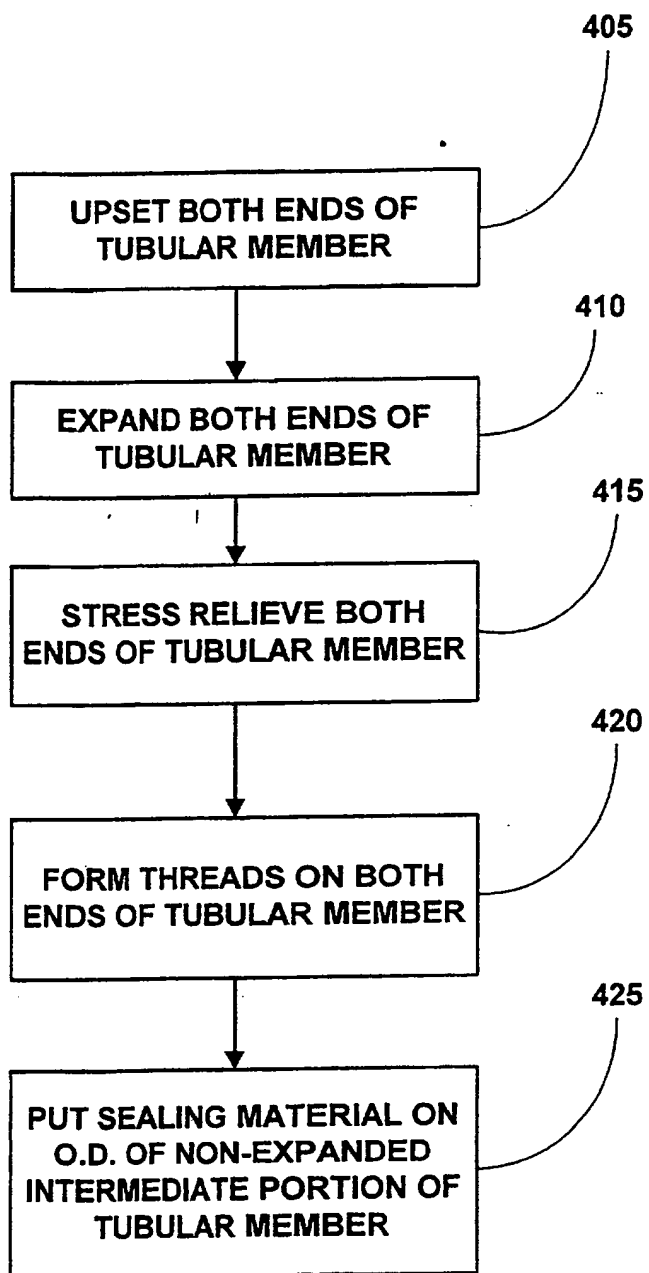 405
UPSET BOTH ENDS OF
TUBULAR MEMBER
410
EXPAND BOTH ENDS OF
TUBULAR MEMBER
415
STRESS RELIEVE BOTH
ENDS OF TUBULAR MEMBER
420
FORM THREADS ON BOTH
ENDS OF TUBULAR MEMBER
425
PUT SEALING MATERIAL ON
O.D. OF NON-EXPANDED
INTERMEDIATE PORTION OF
TUBULAR MEMBER